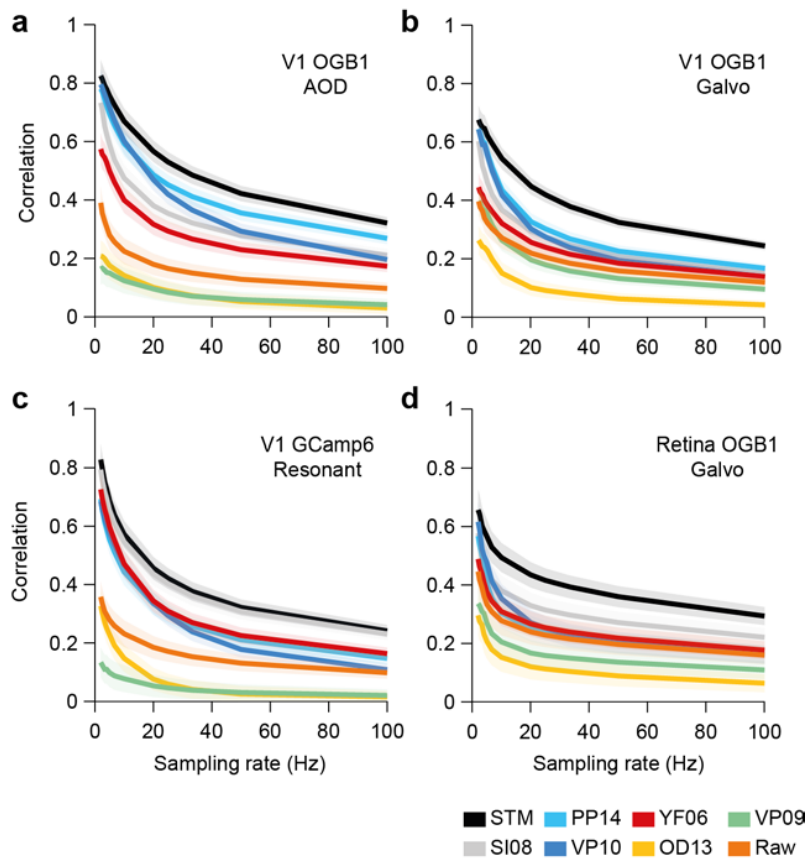 a
V1 OGB1
AOD
1
0.8
0.6
0.4
0.2
0
Correlation
0 20 40 60 80 100
b
V1 OGB1
Galvo
1
0.8
0.6
0.4
0.2
0
0 20 40 60 80 100
c
V1 GCamp6
Resonant
1
0.8
0.6
0.4
0.2
0
Correlation
0 20 40 60 80 100
Sampling rate (Hz)
d
Retina OGB1
Galvo
1
0.8
0.6
0.4
0.2
0
0 20 40 60 80 100
Sampling rate (Hz)
STM PP14 YF06 VP09
SI08 VP10 OD13 Raw